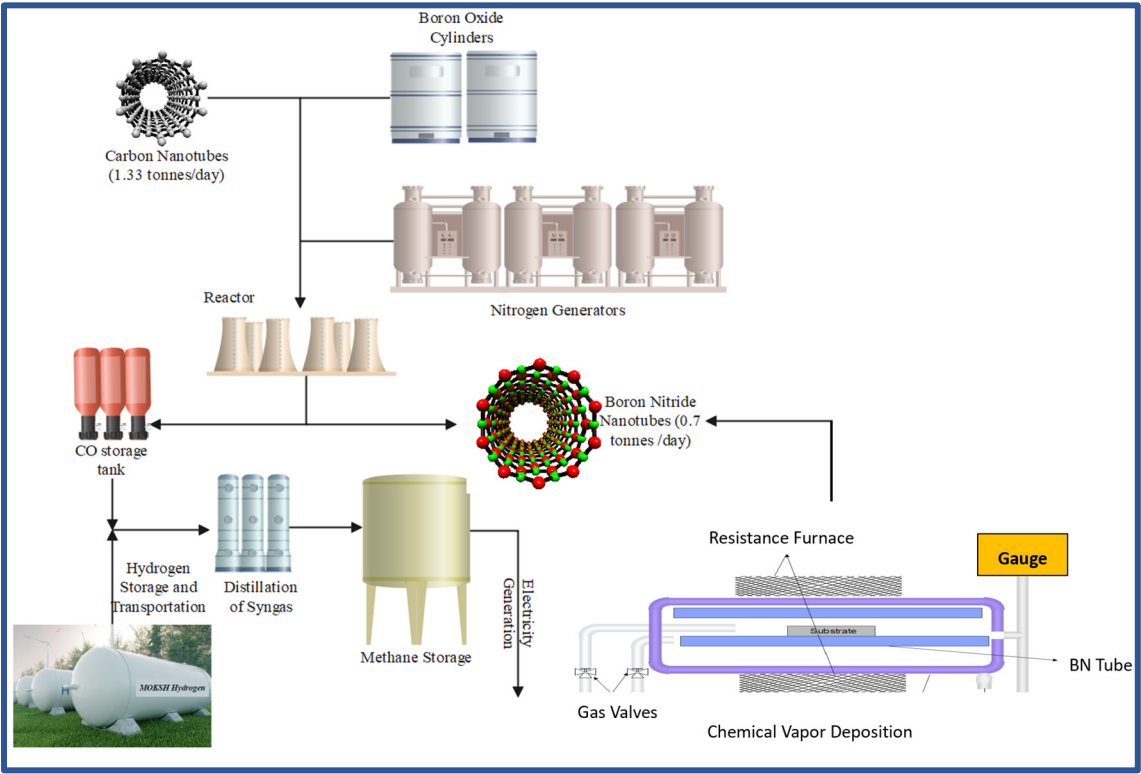 Boron Oxide
Cylinders
Carbon Nanotubes
(1.33 tonnes/day)
Nitrogen Generators
Reactor
CO storage
tank
Boron Nitride
Nanotubes (0.7
tonnes /day)
Hydrogen
Storage and
Transportation
Distillation
of Syngas
Methane Storage
Electricity
Generation
MOKSH Hydrogen
Resistance Furnace
Gauge
Substrate
BN Tube
Gas Valves
Chemical Vapor Deposition